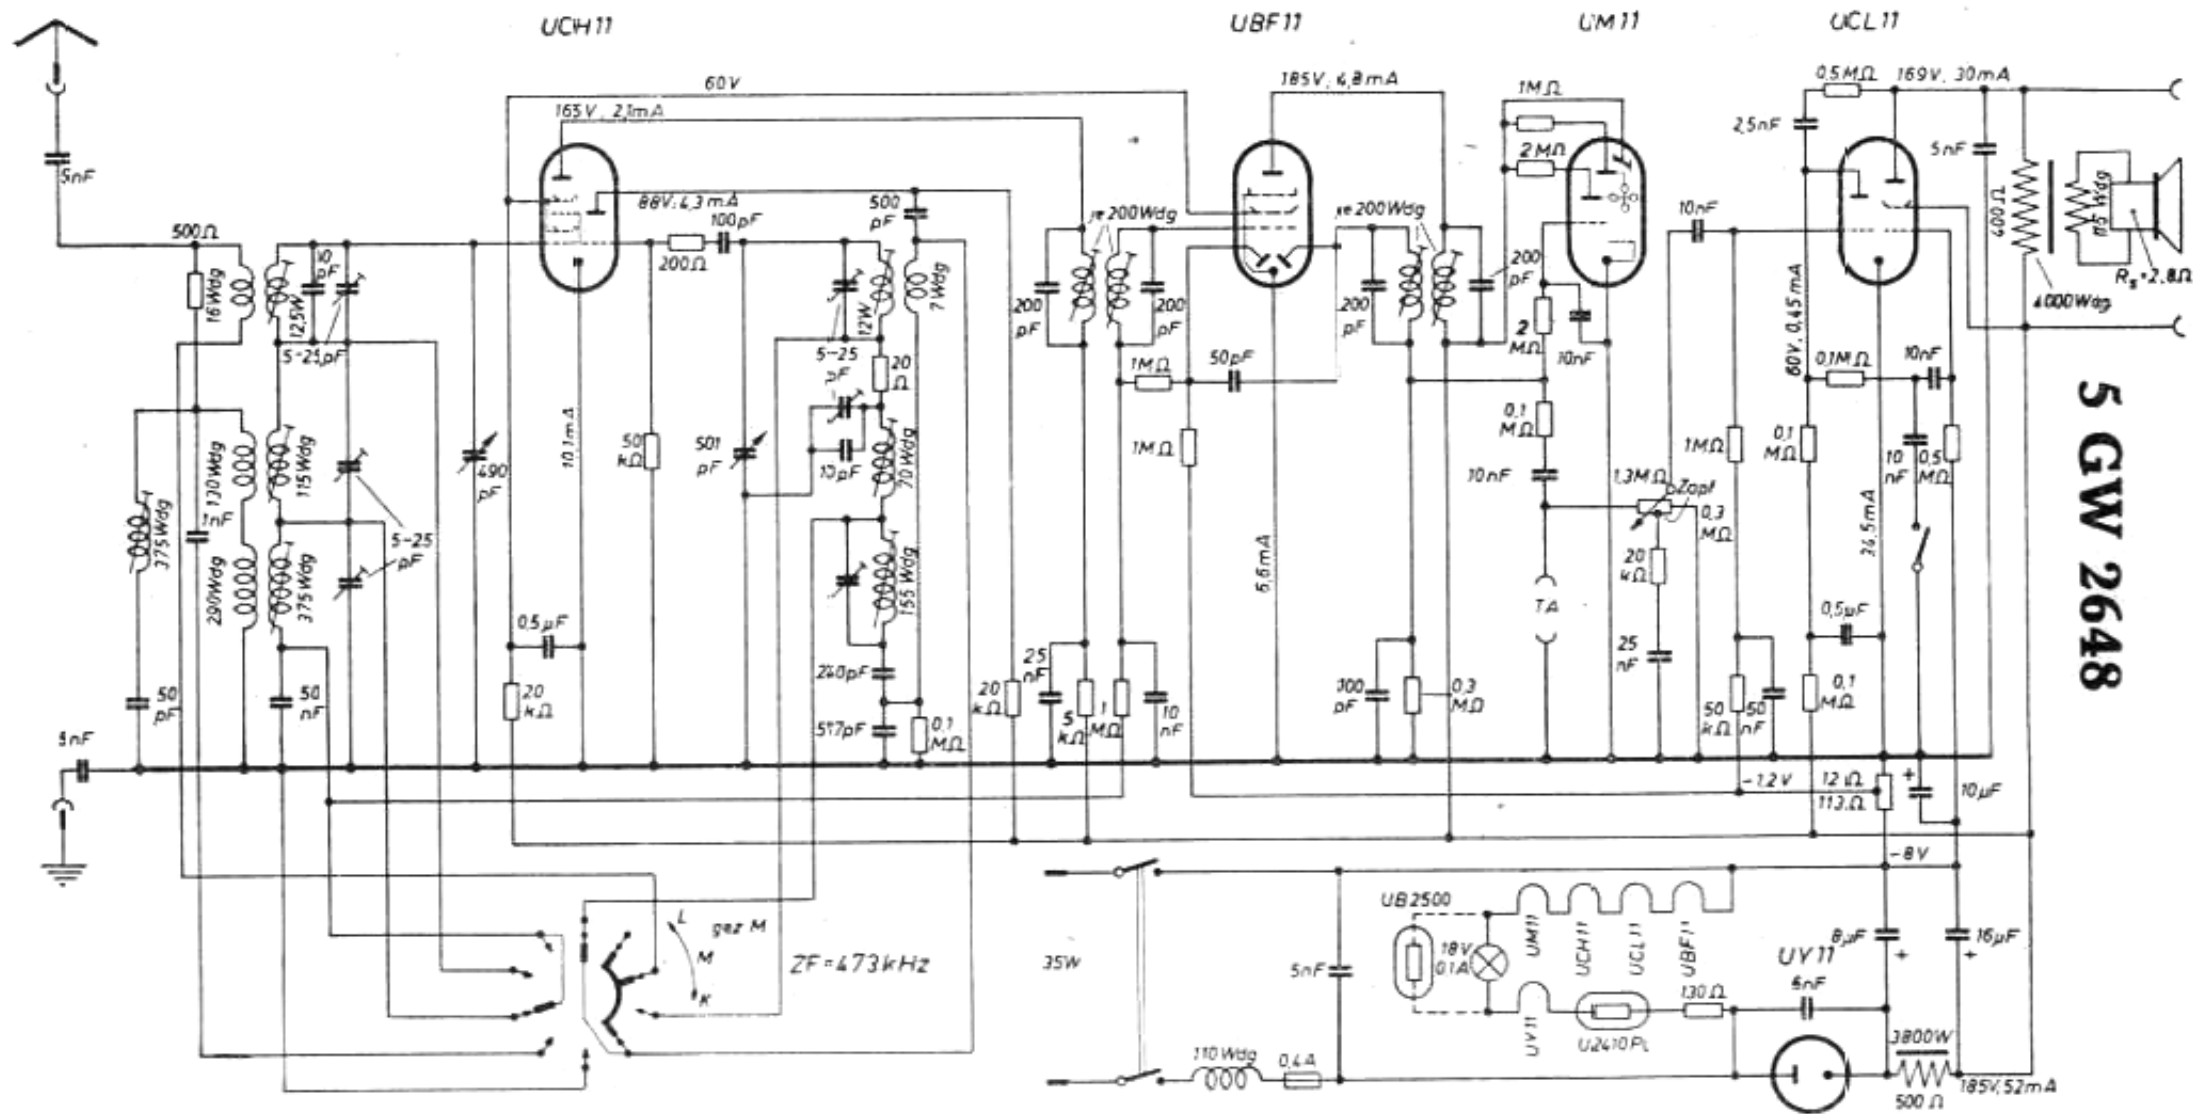 UCH11
UBF11
UM11
UCL11
60V
185V, 4,8mA
0,5MΩ
169V, 30mA
1MΩ
163V, 2,1mA
2,5nF
5nF
5nF
2MΩ
88V, 4,3mA
500 pF
je 200Wdg
je 200Wdg
100pF
10nF
400Ω
115 Wdg
500Ω
200Ω
Rs=2,8Ω
16Wdg
10 pF
12,5W
12W
7Wdg
200 pF
200 pF
200 pF
200 pF
4000Wdg
5-25pF
5-25 pF
2 MΩ
10nF
60V, 0,45mA
20 Ω
1MΩ
50pF
0,1MΩ
10nF
10,1mA
0,1 MΩ
130Wdg
115Wdg
490 pF
50 kΩ
501 pF
10pF
70Wdg
1MΩ
10nF
1,3MΩ
Zapf
0,3 MΩ
1MΩ
0,1 MΩ
10 nF
0,5 MΩ
5 GW 2648
375Wdg
1nF
5-25 pF
34,5mA
20 kΩ
290Wdg
375Wdg
155 Wdg
6,6mA
TA
0,5µF
0,5µF
25 nF
50 pF
50 nF
20 kΩ
240pF
517pF
0,1 MΩ
20 kΩ
25 nF
5 kΩ
1 MΩ
10 nF
100 pF
0,3 MΩ
50 kΩ
50 nF
0,1 MΩ
5nF
-1,2V
12Ω
113Ω
+
10µF
-8V
L
M
K
gez M
ZF=473kHz
35W
5nF
UB2500
18V
0,1A
UM11
UCH11
UCL11
UBF11
8µF
+
16µF
+
UY11
5nF
130Ω
UY11
U2410PL
110Wdg
0,4A
3800W
500Ω
185V, 52mA